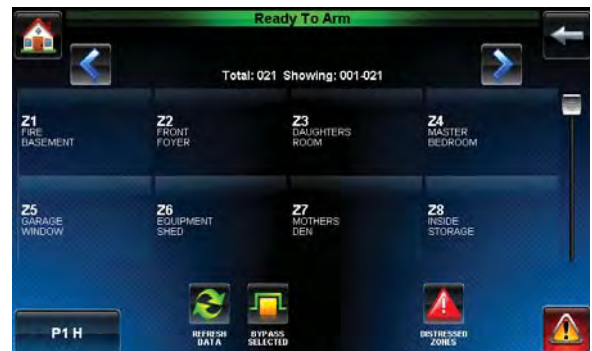 Ready To Arm
Total: 021 Showing: 001-021
Z1
FIRE
BASEMENT
Z2
FRONT
FOYER
Z3
DAUGHTERS
ROOM
Z4
MASTER
BEDROOM
Z5
GARAGE
WINDOW
Z6
EQUIPMENT
SHED
Z7
MOTHERS
DEN
Z8
INSIDE
STORAGE
P1 H
REFRESH
DATA
BYPASS
SELECTED
DISTRESSED
ZONES